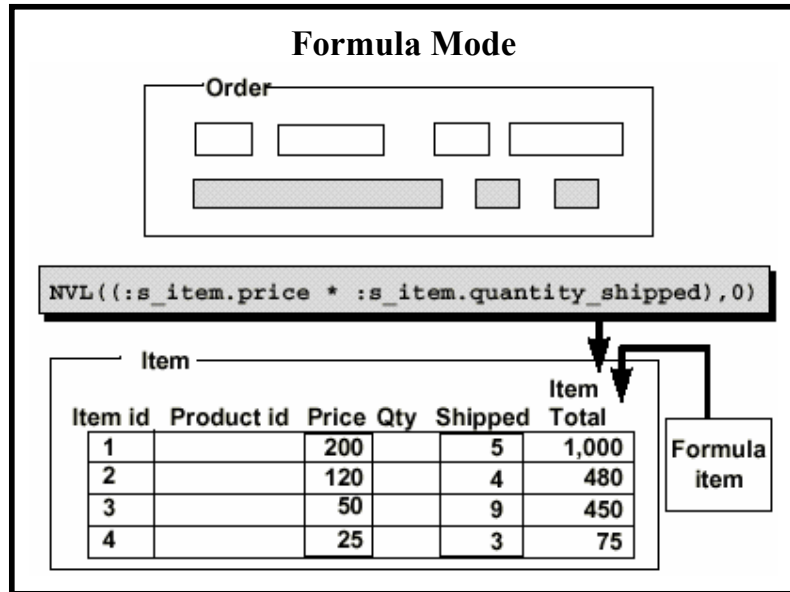 Formula Mode
Order
NVL((:s_item.price * :s_item.quantity_shipped),0)
Item
Item id Product id Price Qty Shipped Item Total
1 200 5 1,000
2 120 4 480
3 50 9 450
4 25 3 75
Formula item